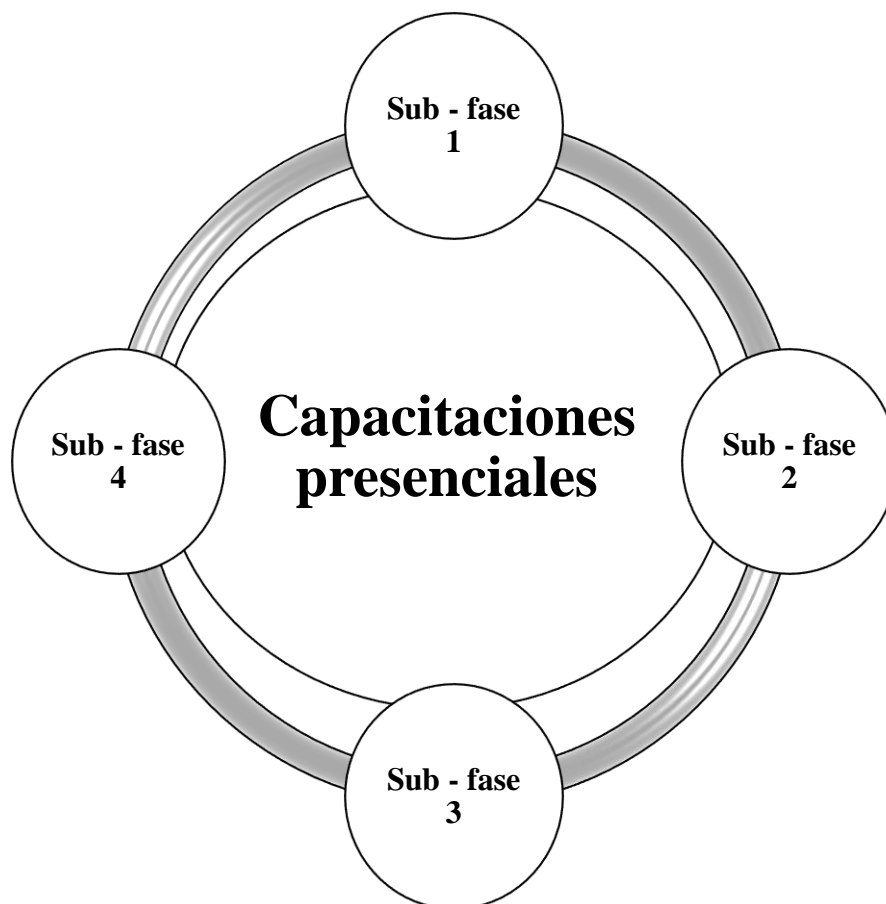 Sub - fase
1
Capacitaciones
presenciales
Sub - fase
2
Sub - fase
3
Sub - fase
4